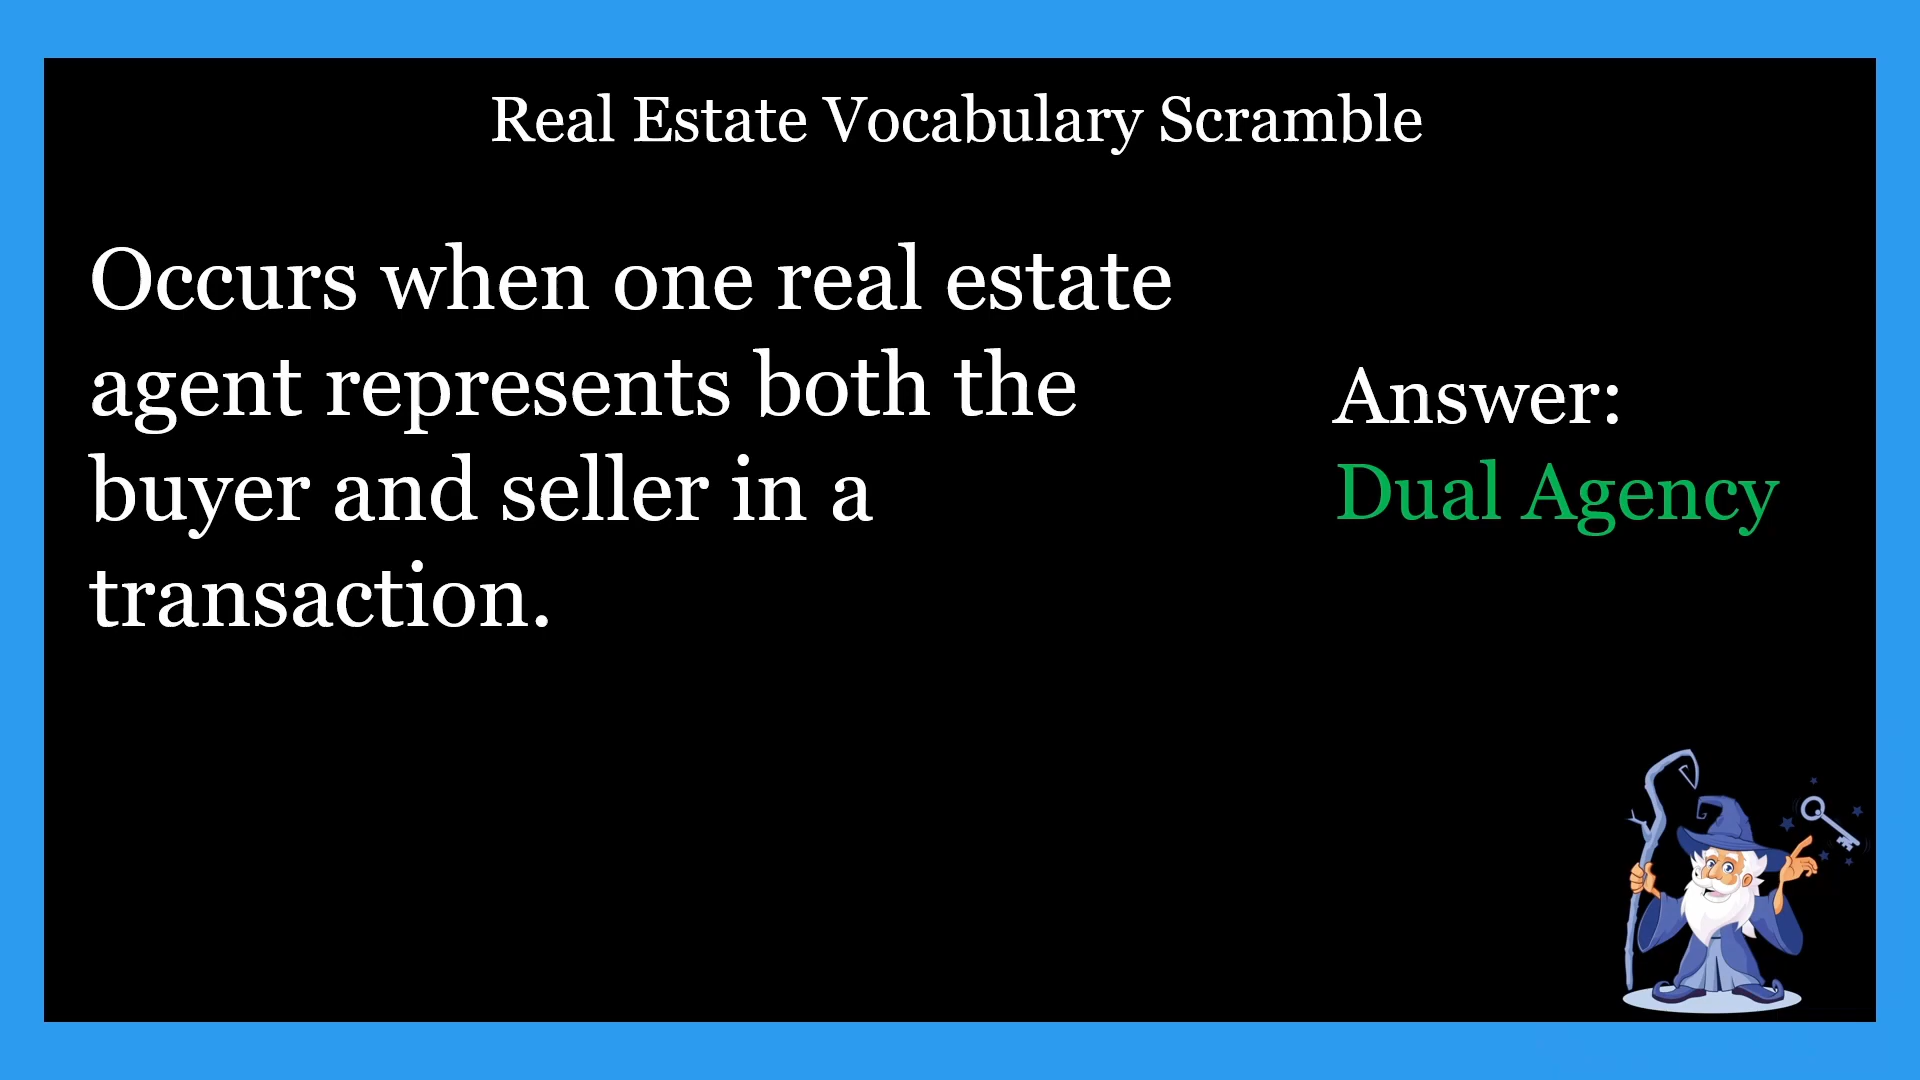 Real Estate Vocabulary Scramble
Occurs when one real estate
agent represents both the
buyer and seller in a
transaction.
Answer:
Dual Agency